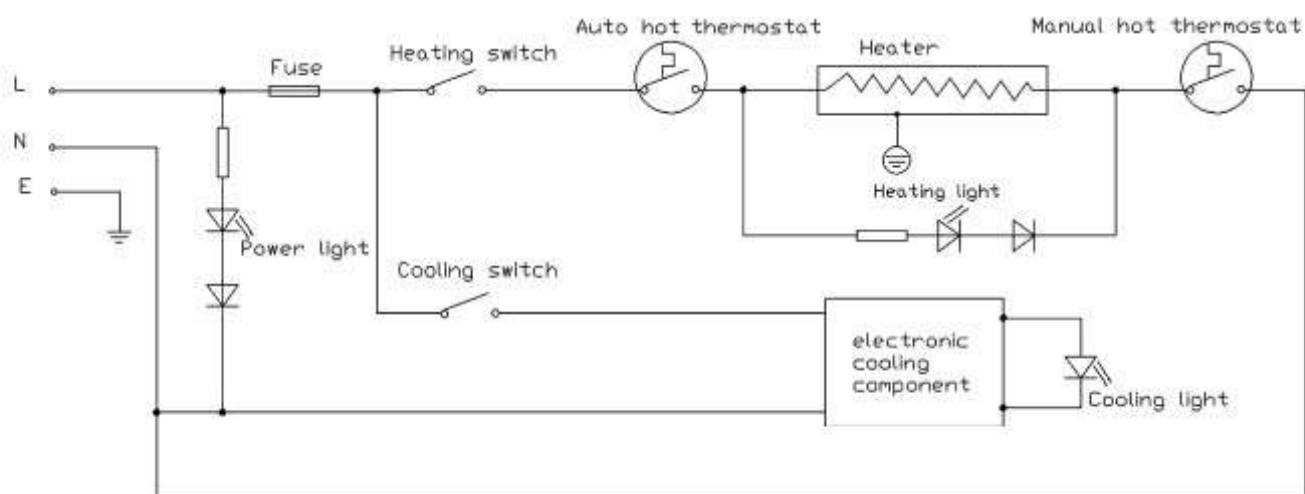 Auto hot thermostat
Manual hot thermostat
Heating switch
Heater
Fuse
L
N
E
Heating light
Power light
Cooling switch
electronic
cooling
component
Cooling light